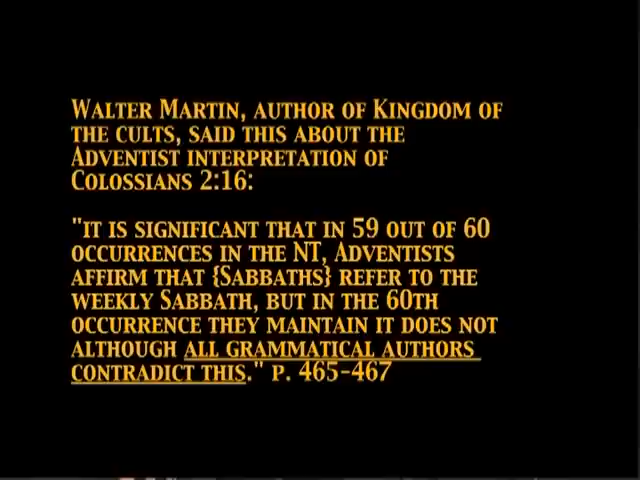 Walter Martin, author of Kingdom of
the cults, said this about the
Adventist interpretation of
Colossians 2:16:
"it is significant that in 59 out of 60
occurrences in the NT, Adventists
affirm that {Sabbaths} refer to the
weekly Sabbath, but in the 60th
occurrence they maintain it does not
although all grammatical authors
contradict this." p. 465-467